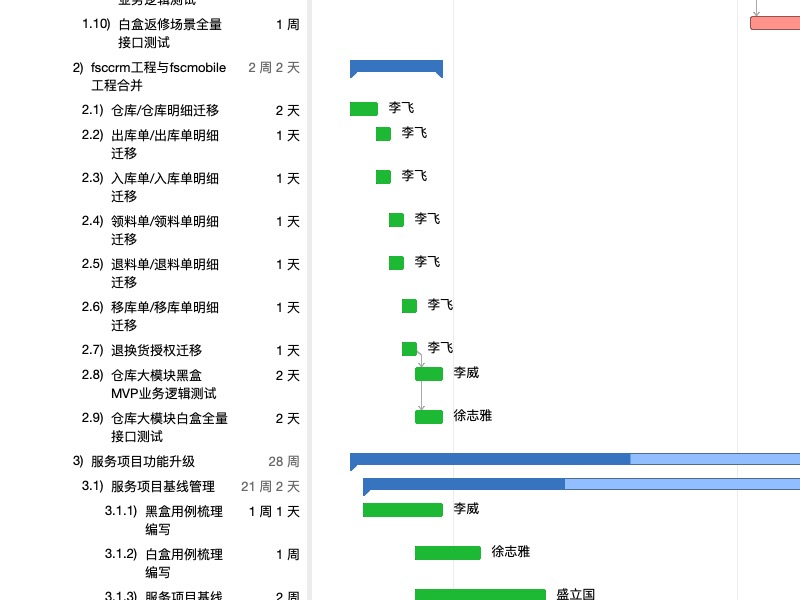 业务逻辑测试
1.10) 白盒返修场景全量 1 周
接口测试
2) fsccrm工程与fscmobile 2 周 2 天
工程合并
2.1) 仓库/仓库明细迁移 2 天 李飞
2.2) 出库单/出库单明细 1 天 李飞
迁移
2.3) 入库单/入库单明细 1 天 李飞
迁移
2.4) 领料单/领料单明细 1 天 李飞
迁移
2.5) 退料单/退料单明细 1 天 李飞
迁移
2.6) 移库单/移库单明细 1 天 李飞
迁移
2.7) 退换货授权迁移 1 天 李飞
2.8) 仓库大模块黑盒 2 天 李威
MVP业务逻辑测试
2.9) 仓库大模块白盒全量 2 天 徐志雅
接口测试
3) 服务项目功能升级 28 周
3.1) 服务项目基线管理 21 周 2 天
3.1.1) 黑盒用例梳理 1 周 1 天 李威
编写
3.1.2) 白盒用例梳理 1 周 徐志雅
编写
3.1.3) 服务项目基线 2 周 盛立国